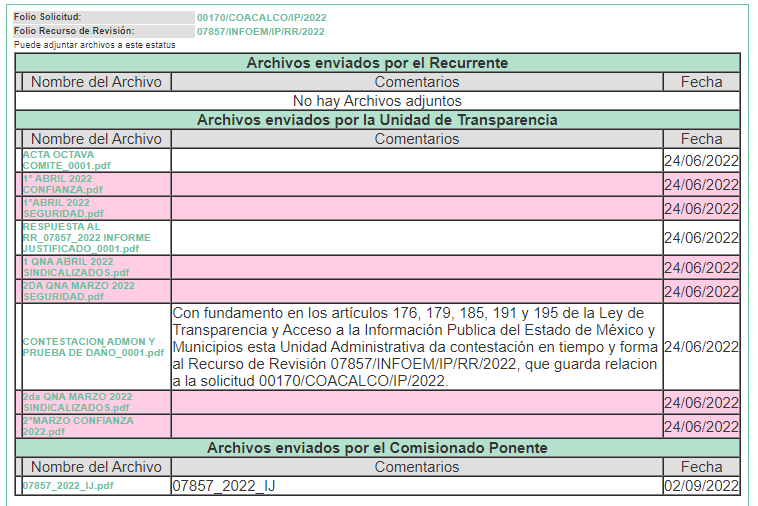 Folio Solicitud: 00170/COACALCO/IP/2022
Folio Recurso de Revisión: 07857/INFOEM/IP/RR/2022
Puede adjuntar archivos a este estatus
Archivos enviados por el Recurrente
Nombre del Archivo Comentarios Fecha
No hay Archivos adjuntos
Archivos enviados por la Unidad de Transparencia
Nombre del Archivo Comentarios Fecha
ACTA OCTAVA
COMITE_0001.pdf
24/06/2022
1° ABRIL 2022
CONFIANZA.pdf
24/06/2022
1°ABRIL 2022
SEGURIDAD.pdf
24/06/2022
RESPUESTA AL
RR_07857_2022 INFORME
JUSTIFICADO_0001.pdf
24/06/2022
1 QNA ABRIL 2022
SINDICALIZADOS.pdf
24/06/2022
2DA QNA MARZO 2022
SEGURIDAD.pdf
24/06/2022
CONTESTACION ADMON Y
PRUEBA DE DAÑO_0001.pdf
Con fundamento en los artículos 176, 179, 185, 191 y 195 de la Ley de
Transparencia y Acceso a la Información Publica del Estado de México y
Municipios esta Unidad Administrativa da contestación en tiempo y forma
al Recurso de Revisión 07857/INFOEM/IP/RR/2022, que guarda relacion
a la solicitud 00170/COACALCO/IP/2022.
24/06/2022
2da QNA MARZO 2022
SINDICALIZADOS.pdf
24/06/2022
2°MARZO CONFIANZA
2022.pdf
24/06/2022
Archivos enviados por el Comisionado Ponente
Nombre del Archivo Comentarios Fecha
07857_2022_IJ.pdf 07857_2022_IJ 02/09/2022